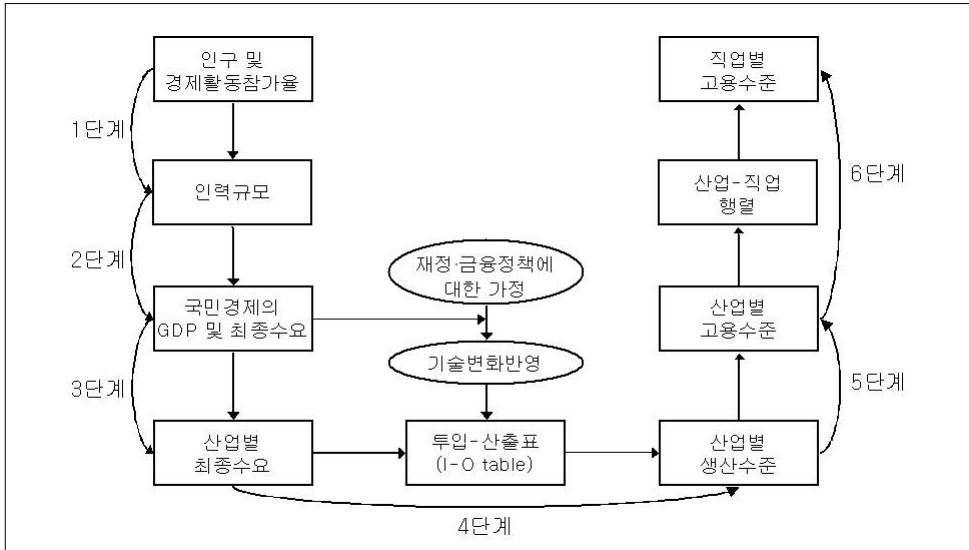 인구 및
경제활동참가율
1단계
인력규모
2단계
국민경제의
GDP 및 최종수요
3단계
산업별
최종수요
재정·금융정책에
대한 가정
기술변화반영
투입-산출표
(I-O table)
4단계
산업별
생산수준
5단계
산업별
고용수준
6단계
산업-직업
행렬
직업별
고용수준